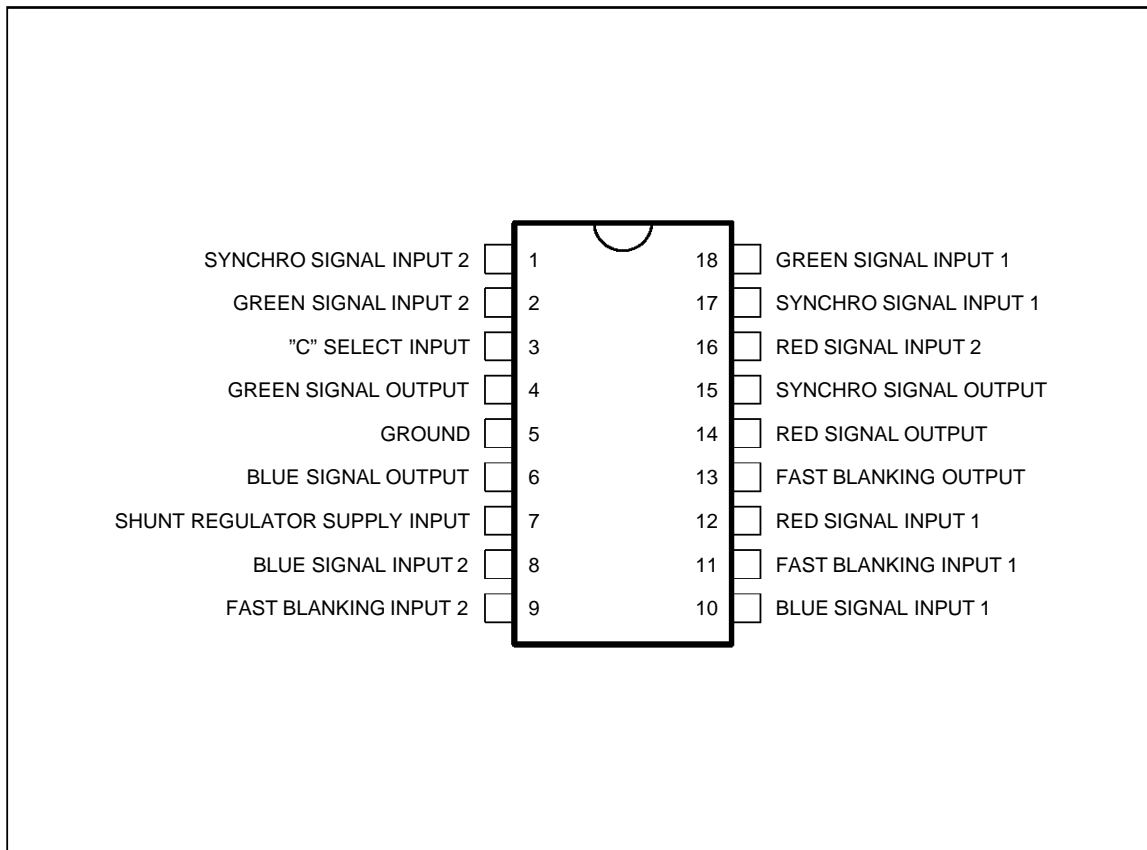 SYNCHRO SIGNAL INPUT 2 1 18 GREEN SIGNAL INPUT 1
GREEN SIGNAL INPUT 2 2 17 SYNCHRO SIGNAL INPUT 1
”C” SELECT INPUT 3 16 RED SIGNAL INPUT 2
GREEN SIGNAL OUTPUT 4 15 SYNCHRO SIGNAL OUTPUT
GROUND 5 14 RED SIGNAL OUTPUT
BLUE SIGNAL OUTPUT 6 13 FAST BLANKING OUTPUT
SHUNT REGULATOR SUPPLY INPUT 7 12 RED SIGNAL INPUT 1
BLUE SIGNAL INPUT 2 8 11 FAST BLANKING INPUT 1
FAST BLANKING INPUT 2 9 10 BLUE SIGNAL INPUT 1